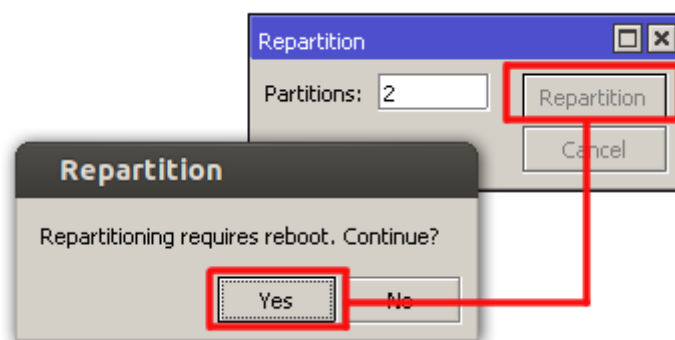 Repartition
Partitions: 2 Repartition
Cancel
Repartition
Repartitioning requires reboot. Continue?
Yes No